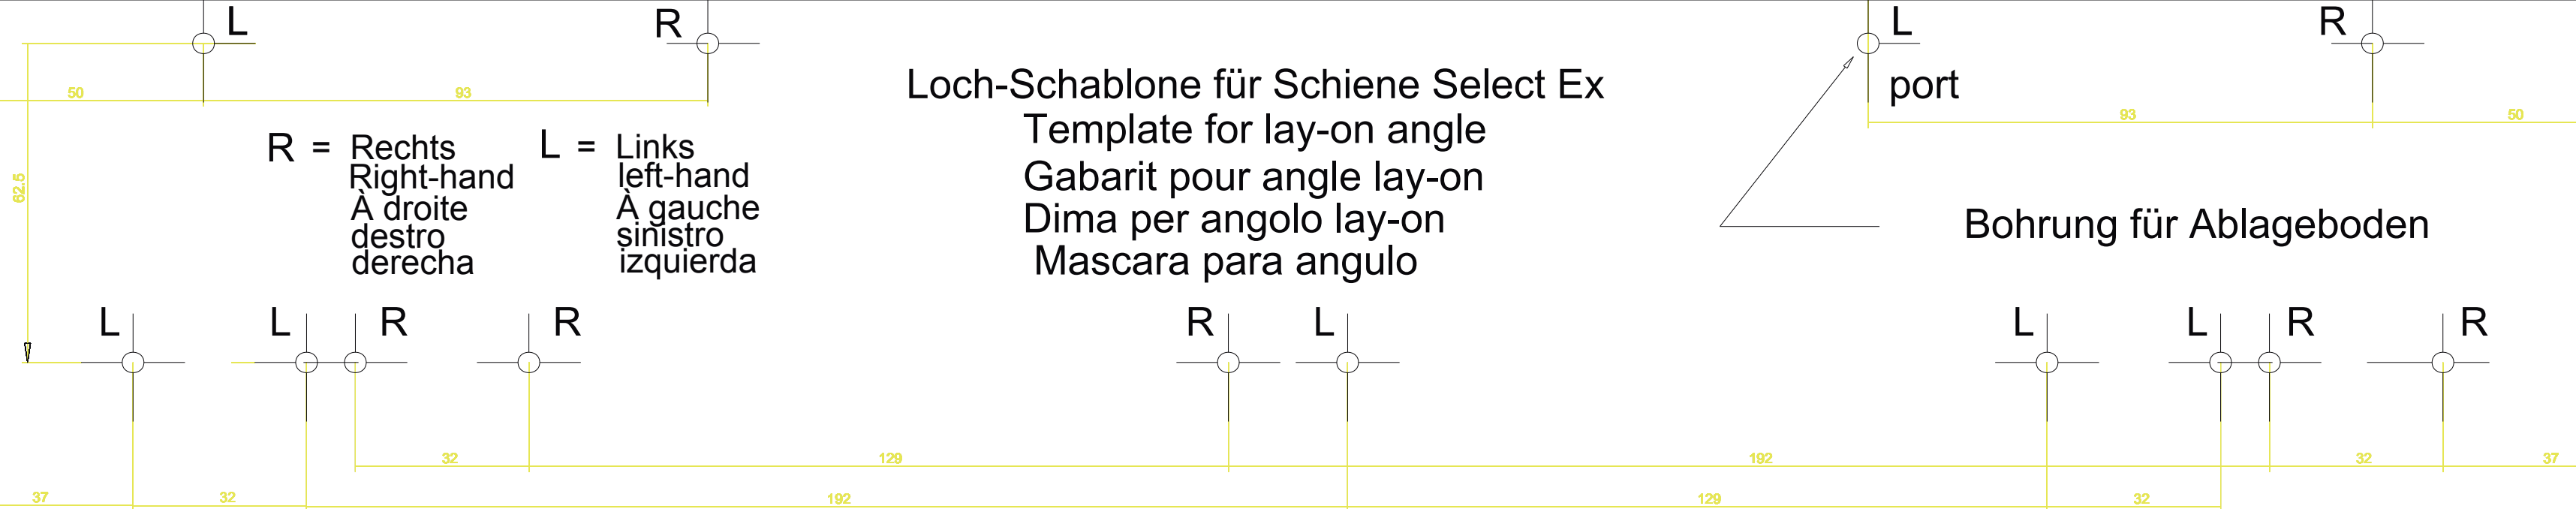 L R L R
50 93 port 93 50
62.5
Loch-Schablone für Schiene Select Ex
Template for lay-on angle
Gabarit pour angle lay-on
Dima per angolo lay-on
Mascara para angulo
R = Rechts
Right-hand
À droite
destro
derecha
L = Links
left-hand
À gauche
sinistro
izquierda
Bohrung für Ablageboden
L L R R R L L L R R
32 129 192 32 37
37 32 192 129 32